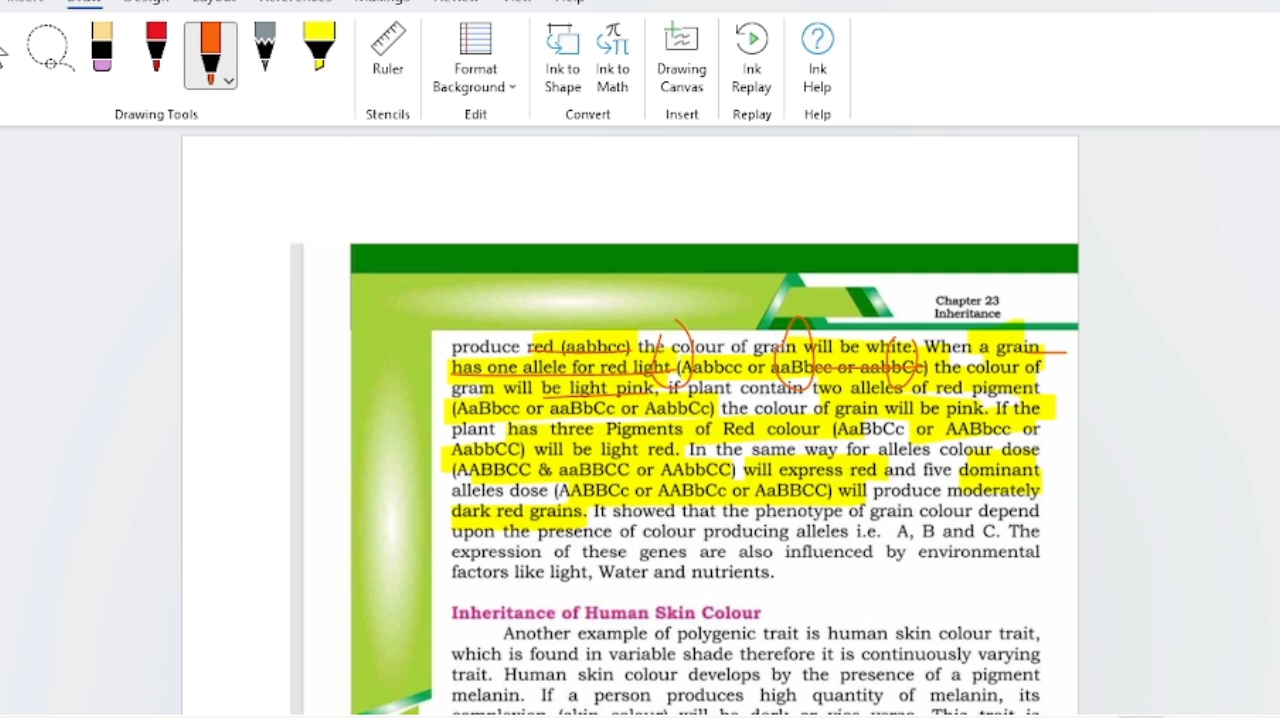 Draw
Ruler
Format
Background
Ink to
Shape
Ink to
Math
Drawing
Canvas
Ink
Replay
Ink
Help
Drawing Tools
Stencils
Edit
Convert
Insert
Replay
Help
Chapter 23
Inheritance
produce red (aabbcc) the colour of grain will be white. When a grain
has one allele for red light (Aabbcc or aaBbcc or aabbCc) the colour of
gram will be light pink, if plant contain two alleles of red pigment
(AaBbcc or aaBbCc or AabbCc) the colour of grain will be pink. If the
plant has three Pigments of Red colour (AaBbCc or AABbcc or
AabbCC) will be light red. In the same way for alleles colour dose
(AABBCC & aaBBCC or AAbbCC) will express red and five dominant
alleles dose (AABBCc or AABbCc or AaBBCC) will produce moderately
dark red grains. It showed that the phenotype of grain colour depend
upon the presence of colour producing alleles i.e. A, B and C. The
expression of these genes are also influenced by environmental
factors like light, Water and nutrients.
Inheritance of Human Skin Colour
Another example of polygenic trait is human skin colour trait,
which is found in variable shade therefore it is continuously varying
trait. Human skin colour develops by the presence of a pigment
melanin. If a person produces high quantity of melanin, its